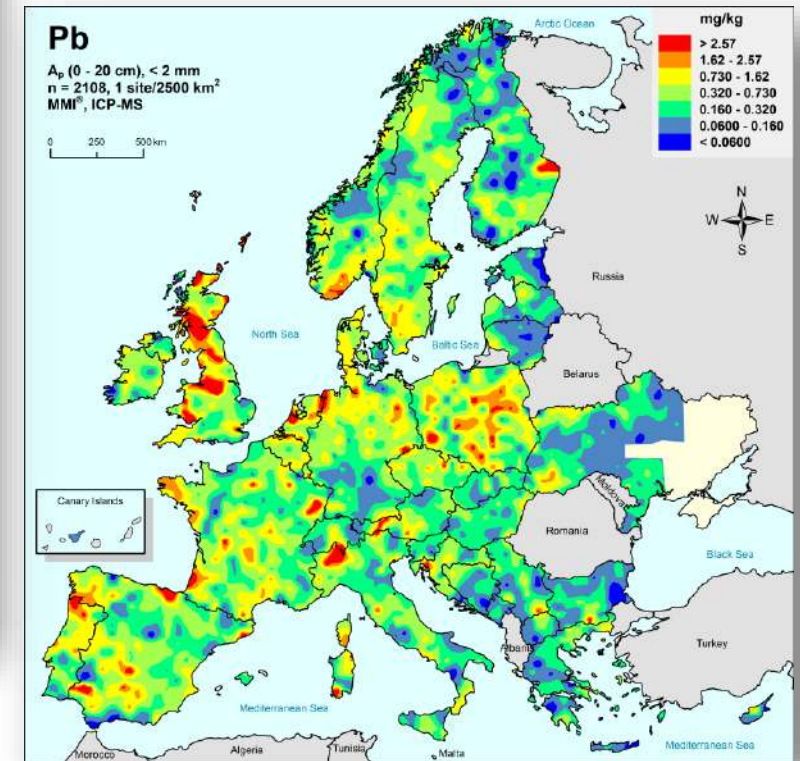 Pb
Aₚ (0 - 20 cm), < 2 mm
n = 2108, 1 site/2500 km²
MMI®, ICP-MS
0 250 500 km
mg/kg
> 2.57
1.62 - 2.57
0.730 - 1.62
0.320 - 0.730
0.160 - 0.320
0.0600 - 0.160
< 0.0600
Arctic Ocean
N
W E
S
Russia
North Sea
Baltic Sea
Belarus
Canary Islands
Moldova
Romania
Black Sea
Albania
Turkey
Mediterranean Sea
Mediterranean Sea
Morocco
Algeria
Tunisia
Malta